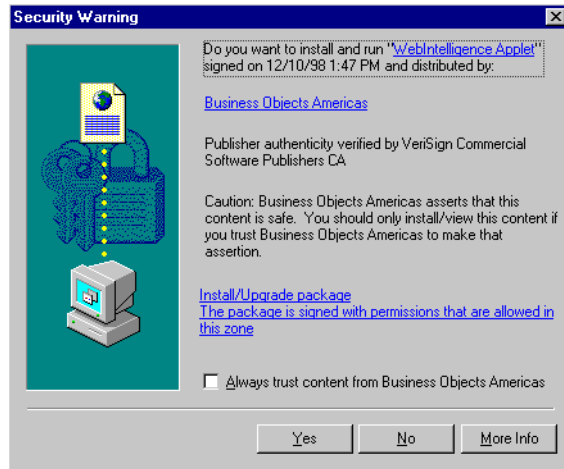 Security Warning
Do you want to install and run "WebIntelligence Applet"
signed on 12/10/98 1:47 PM and distributed by:
Business Objects Americas
Publisher authenticity verified by VeriSign Commercial
Software Publishers CA
Caution: Business Objects Americas asserts that this
content is safe.  You should only install/view this content if
you trust Business Objects Americas to make that
assertion.
Install/Upgrade package
The package is signed with permissions that are allowed in
this zone
Always trust content from Business Objects Americas
Yes
No
More Info